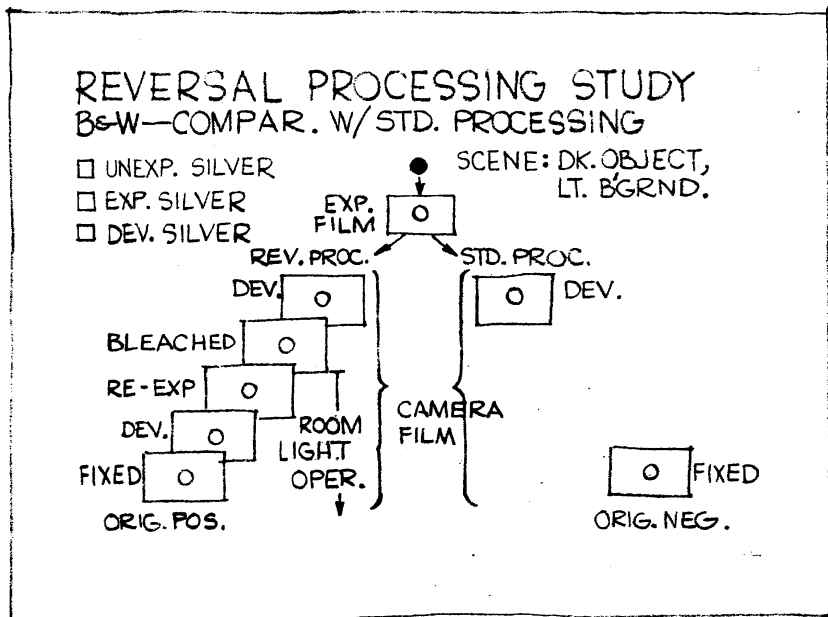 REVERSAL PROCESSING STUDY
B&W—COMPAR. W/STD. PROCESSING
□ UNEXP. SILVER
□ EXP. SILVER
□ DEV. SILVER
SCENE: DK. OBJECT,
LT. B'GRND.
EXP.
FILM
REV. PROC.
STD. PROC.
DEV.
DEV.
BLEACHED
RE-EXP
DEV.
FIXED
ORIG. POS.
ROOM
LIGHT
OPER.
CAMERA
FILM
FIXED
ORIG. NEG.